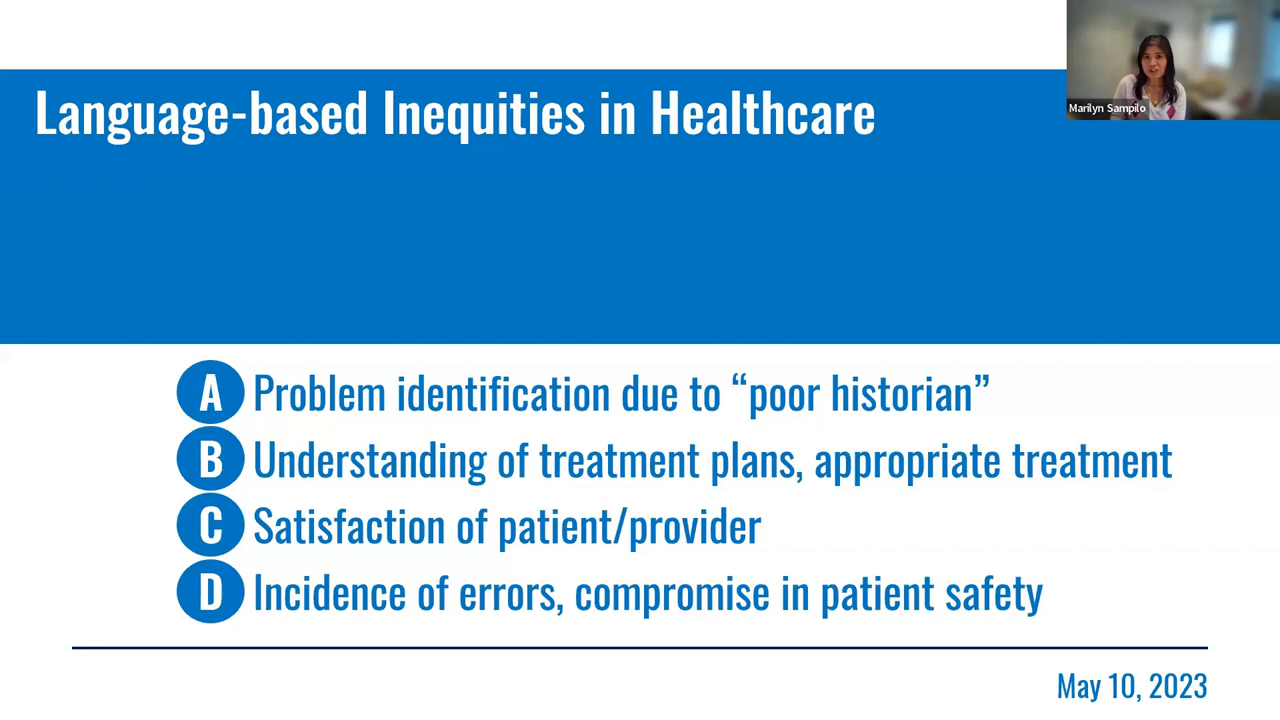 Language-based Inequities in Healthcare
Marilyn Sampilo
A Problem identification due to “poor historian”
B Understanding of treatment plans, appropriate treatment
C Satisfaction of patient/provider
D Incidence of errors, compromise in patient safety
May 10, 2023